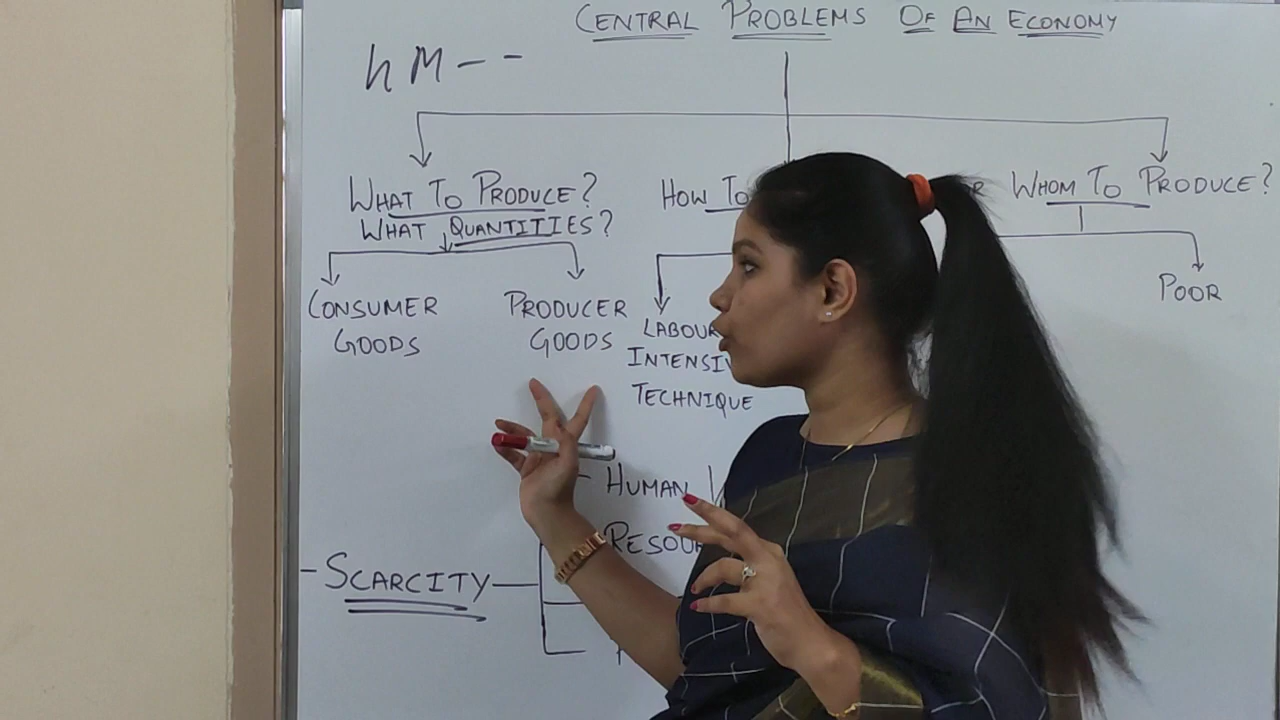 CENTRAL PROBLEMS OF AN ECONOMY
h M - -
WHAT TO PRODUCE?
WHAT QUANTITIES?
HOW TO
WHOM TO PRODUCE?
CONSUMER
GOODS
PRODUCER
GOODS
LABOUR
INTENSIV
TECHNIQUE
POOR
- SCARCITY
HUMAN
RESOU